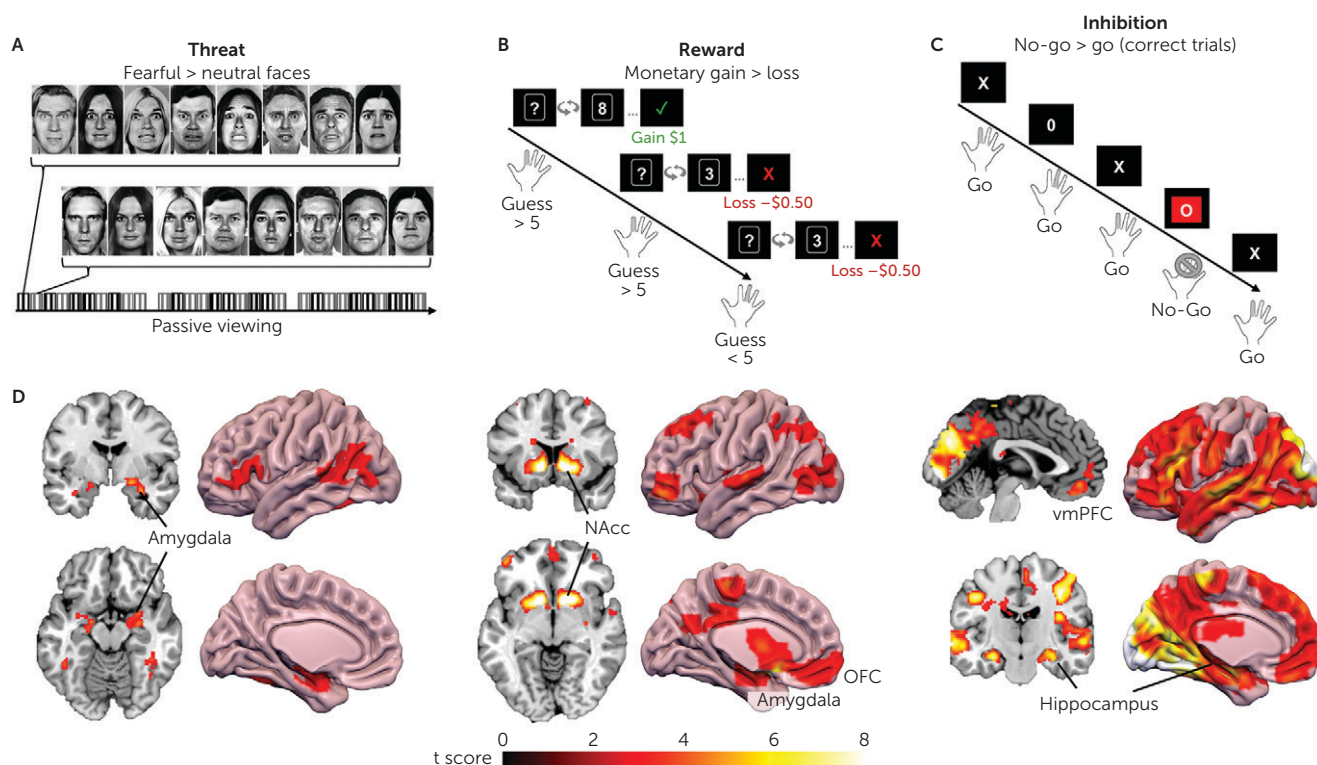 A
Threat
Fearful > neutral faces
Passive viewing
B
Reward
Monetary gain > loss
? 8 ... ✓
Gain $1
Guess
> 5
? 3 ... X
Loss –$0.50
Guess
> 5
? 3 ... X
Loss –$0.50
Guess
< 5
Inhibition
C
No-go > go (correct trials)
X
Go
0
Go
X
Go
O
No-Go
X
Go
D
Amygdala
NAcc
OFC
Amygdala
vmPFC
Hippocampus
0 2 4 6 8
t score